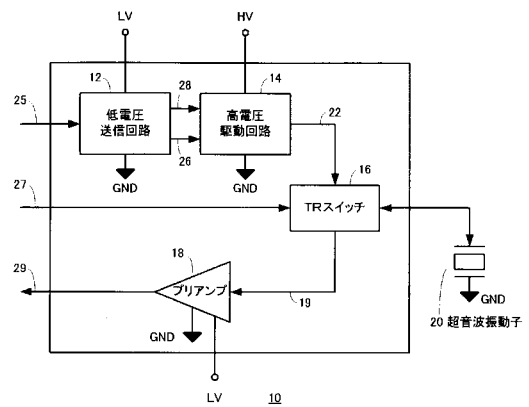 LV
HV
12
28
14
25
低電圧
送信回路
高電圧
駆動回路
22
26
GND
GND
16
27
TRスイッチ
18
29
プリアンプ
19
GND
GND
20 超音波振動子
LV
10